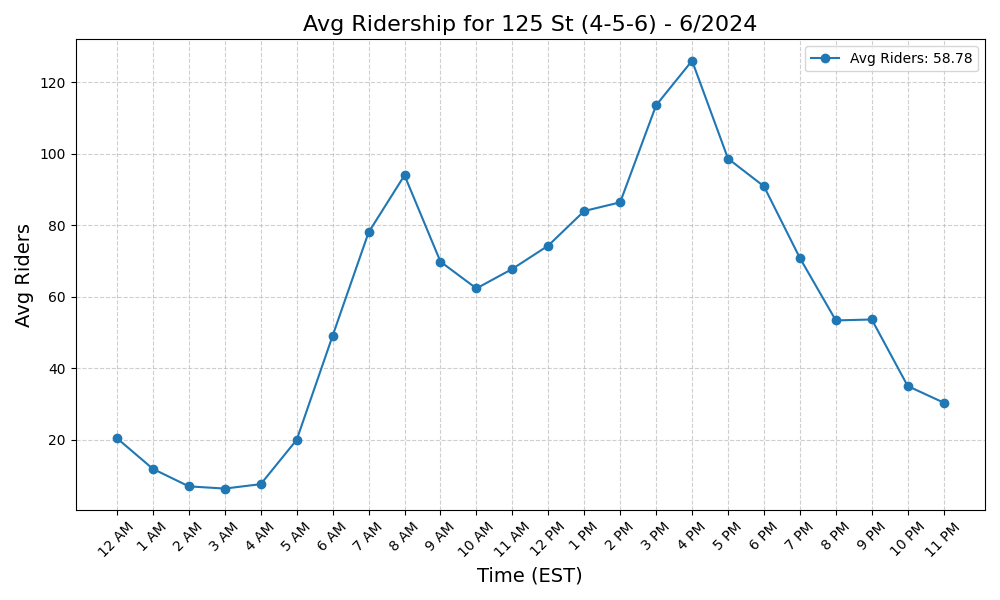 Avg Ridership for 125 St (4-5-6) - 6/2024
Avg Riders: 58.78
Avg Riders
120
100
80
60
40
20
12 AM
1 AM
2 AM
3 AM
4 AM
5 AM
6 AM
7 AM
8 AM
9 AM
10 AM
11 AM
12 PM
1 PM
2 PM
3 PM
4 PM
5 PM
6 PM
7 PM
8 PM
9 PM
10 PM
11 PM
Time (EST)